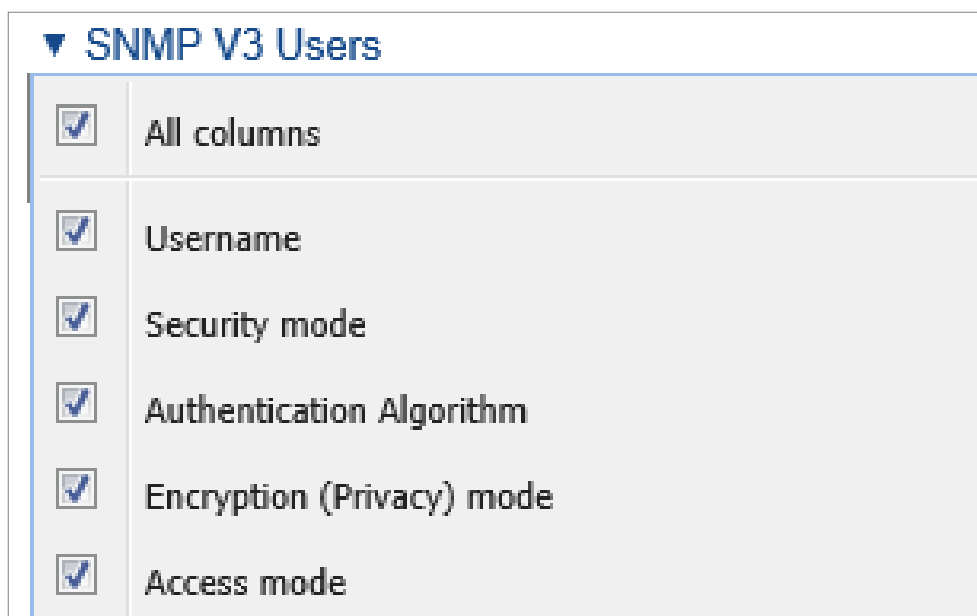 SNMP V3 Users
All columns
Username
Security mode
Authentication Algorithm
Encryption (Privacy) mode
Access mode